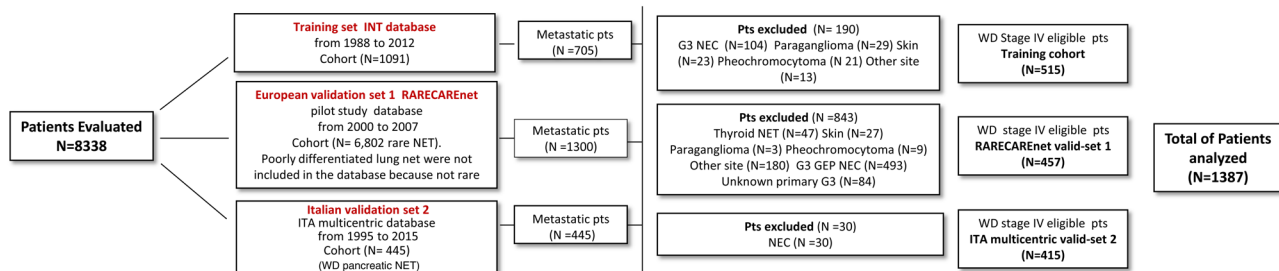 Patients Evaluated
N=8338
Training set INT database
from 1988 to 2012
Cohort (N=1091)
European validation set 1 RARECAREnet
pilot study database
from 2000 to 2007
Cohort (N= 6,802 rare NET).
Poorly differentiated lung net were not
included in the database because not rare
Italian validation set 2
ITA multicentric database
from 1995 to 2015
Cohort (N= 445)
(WD pancreatic NET)
Metastatic pts
(N =705)
Metastatic pts
(N =1300)
Metastatic pts
(N =445)
Pts excluded (N= 190)
G3 NEC (N=104) Paraganglioma (N=29) Skin
(N=23) Pheochromocytoma (N 21) Other site
(N=13)
Pts excluded (N =843)
Thyroid NET (N=47) Skin (N=27)
Paraganglioma (N=3) Pheochromocytoma (N=9)
Other site (N=180) G3 GEP NEC (N=493)
Unknown primary G3 (N=84)
Pts excluded (N =30)
NEC (N =30)
WD Stage IV eligible pts
Training cohort
(N=515)
WD stage IV eligible pts
RARECAREnet valid-set 1
(N=457)
WD stage IV eligible pts
ITA multicentric valid-set 2
(N=415)
Total of Patients
analyzed
(N=1387)